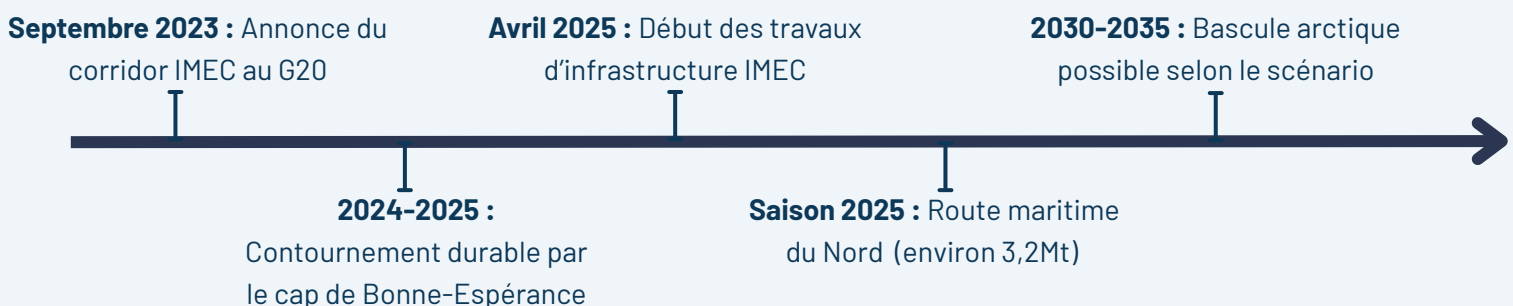 Septembre 2023 : Annonce du
corridor IMEC au G20
2024-2025 :
Contournement durable par
le cap de Bonne-Espérance
Avril 2025 : Début des travaux
d'infrastructure IMEC
Saison 2025 : Route maritime
du Nord (environ 3,2Mt)
2030-2035 : Bascule arctique
possible selon le scénario